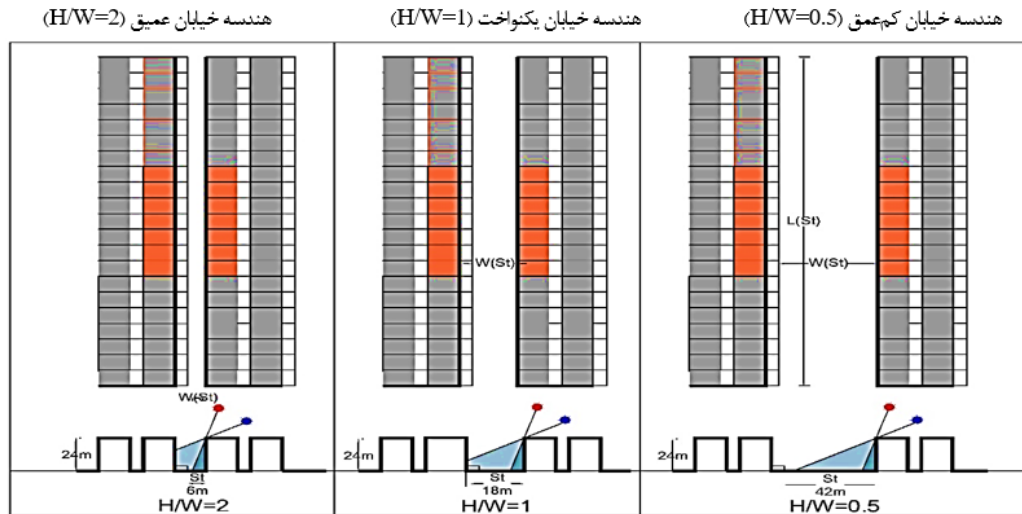 هندسه خیابان کم‌عمق (H/W=0.5)
هندسه خیابان یکنواخت (H/W=1)
هندسه خیابان عمیق (H/W=2)
L(St)
W(St)
W(St)
W(St)
24m
St
6m
H/W=2
24m
St
18m
H/W=1
24m
St
42m
H/W=0.5